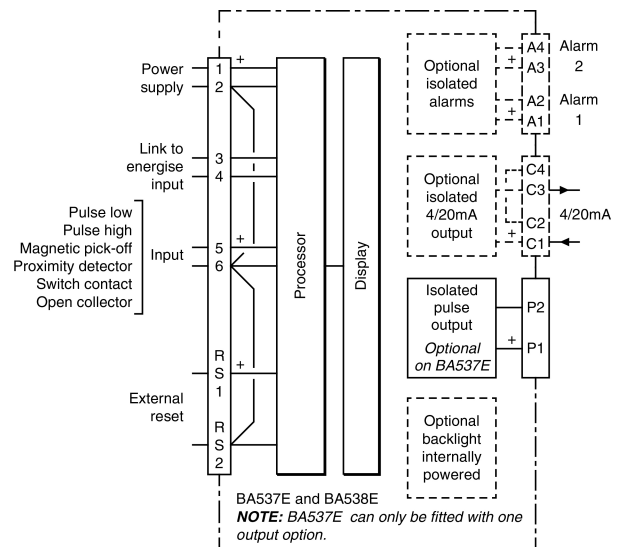 Power
supply
1
+
2
Link to
energise
input
3
4
Pulse low
Pulse high
Magnetic pick-off
Proximity detector
Switch contact
Open collector
Input
5
+
6
External
reset
R
S
1
+
R
S
2
Processor
Display
Optional
isolated
alarms
+
+
A4
A3
A2
A1
Alarm
2
Alarm
1
Optional
isolated
4/20mA
output
+
C4
C3
C2
C1
4/20mA
Isolated
pulse
output
Optional
on BA537E
+
P2
P1
Optional
backlight
internally
powered
BA537E and BA538E
NOTE: BA537E can only be fitted with one
output option.